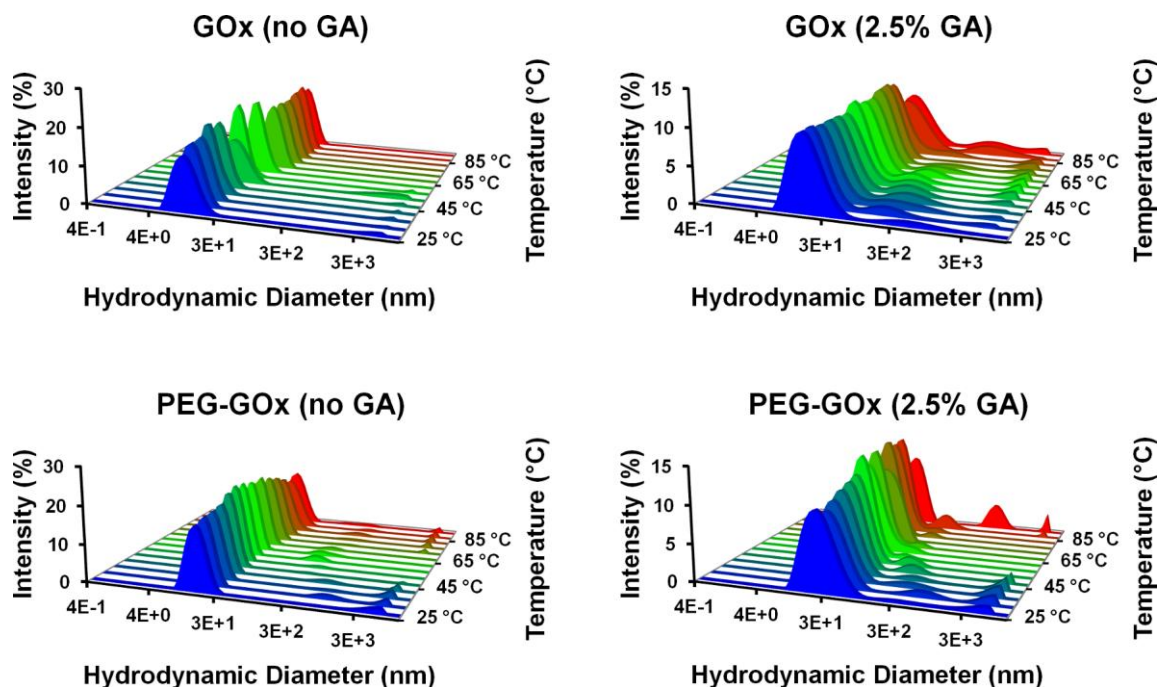 GOx (no GA)
Intensity (%)
30
20
10
0
4E-1
4E+0
3E+1
3E+2
3E+3
Hydrodynamic Diameter (nm)
25 °C
45 °C
65 °C
85 °C
Temperature (°C)
GOx (2.5% GA)
Intensity (%)
15
10
5
0
4E-1
4E+0
3E+1
3E+2
3E+3
Hydrodynamic Diameter (nm)
25 °C
45 °C
65 °C
85 °C
Temperature (°C)
PEG-GOx (no GA)
Intensity (%)
30
20
10
0
4E-1
4E+0
3E+1
3E+2
3E+3
Hydrodynamic Diameter (nm)
25 °C
45 °C
65 °C
85 °C
Temperature (°C)
PEG-GOx (2.5% GA)
Intensity (%)
15
10
5
0
4E-1
4E+0
3E+1
3E+2
3E+3
Hydrodynamic Diameter (nm)
25 °C
45 °C
65 °C
85 °C
Temperature (°C)